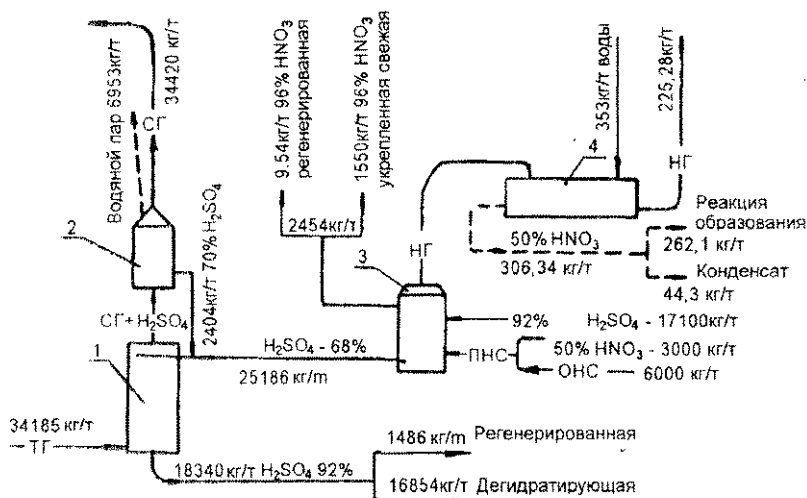 34420 кг/т
Водяной пар 6953кг/т
СГ
2
2404кг/т 70% H₂SO₄
СГ+H₂SO₄
1
34185 кг/т
ТГ
18340кг/т H₂SO₄ 92%
1486 кг/т
Регенерированная
16854кг/т Дегидратирующая
H₂SO₄ - 68%
25186 кг/т
9.54кг/т 96% HNO₃
регенерированная
1550кг/т 96% HNO₃
укрепленная свежая
2454кг/т
НГ
3
353кг/т воды
225,28кг/т
4
НГ
Реакция
образования
262,1 кг/т
50% HNO₃
306,34 кг/т
Конденсат
44,3 кг/т
92% H₂SO₄ - 17100кг/т
ПНС
50% HNO₃ - 3000 кг/т
ОНС — 6000 кг/т